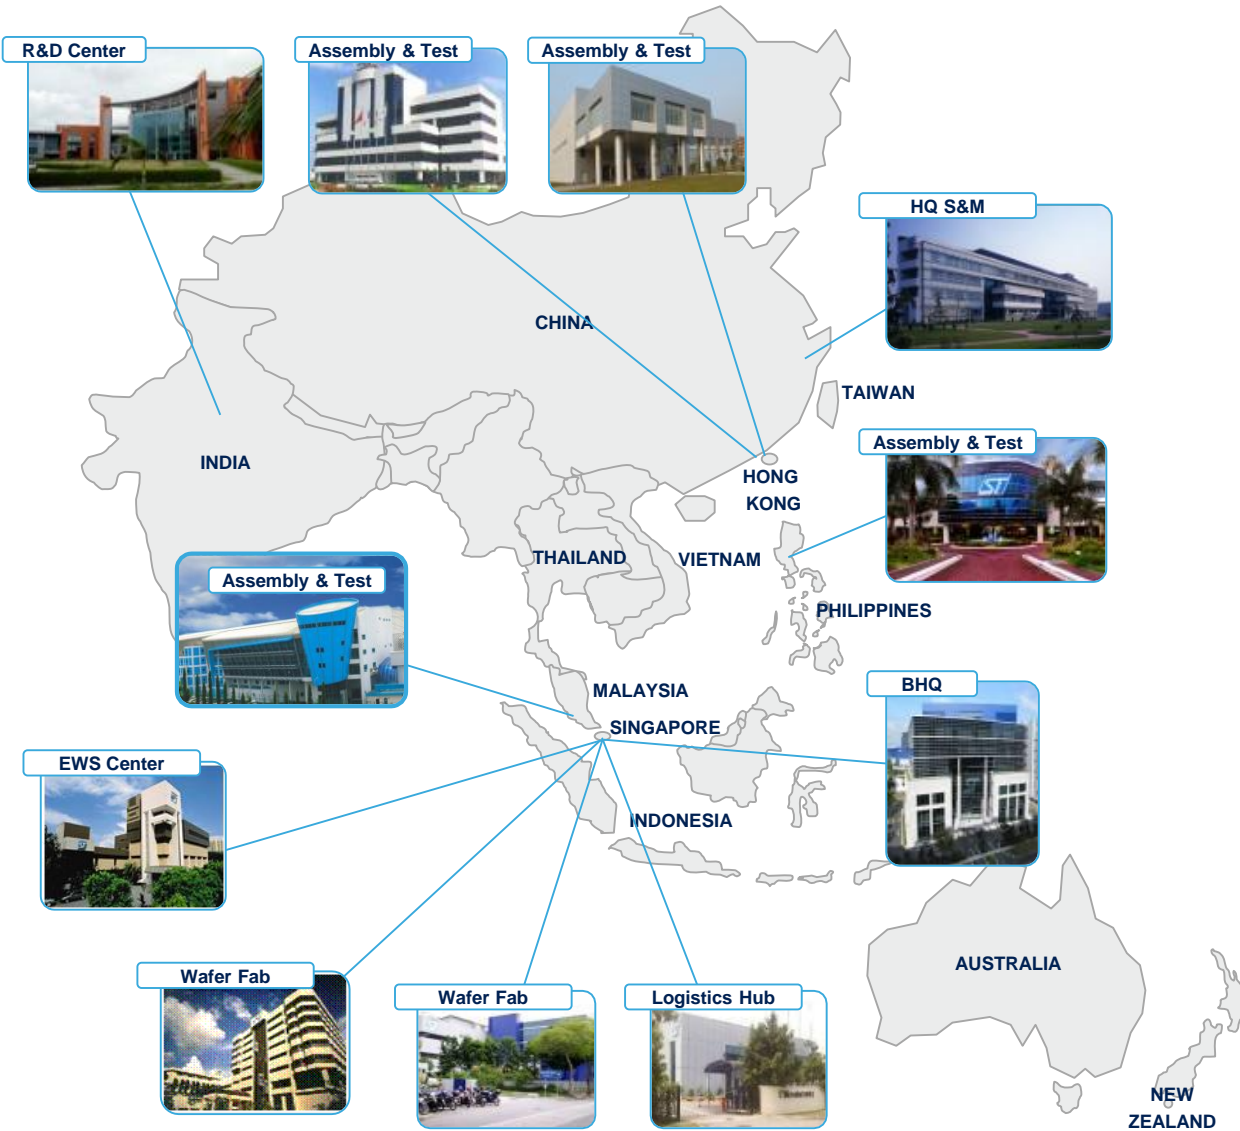 R&D Center
Assembly & Test
Assembly & Test
HQ S&M
CHINA
TAIWAN
Assembly & Test
INDIA
HONG
KONG
ST
THAILAND
VIETNAM
Assembly & Test
PHILIPPINES
MALAYSIA
BHQ
SINGAPORE
EWS Center
INDONESIA
AUSTRALIA
Wafer Fab
Wafer Fab
Logistics Hub
NEW
ZEALAND